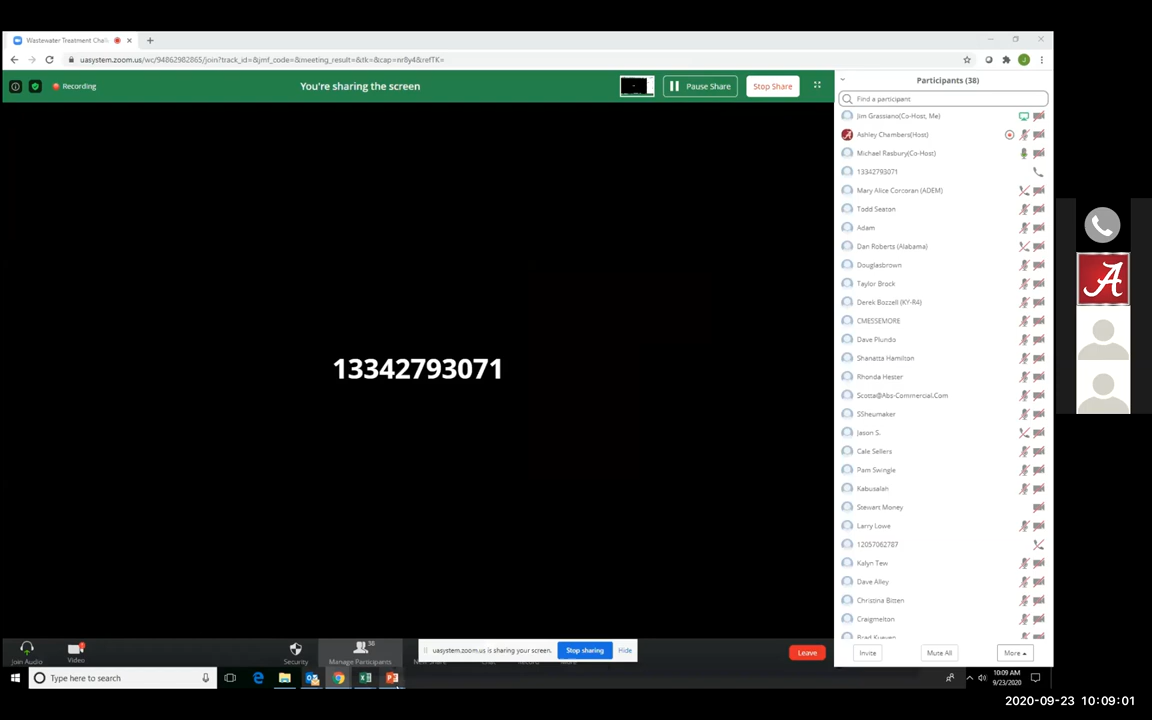 Wastewater Treatment Chall
uasystem.zoom.us/wc/94862982865/join?track_id=&jmf_code=&meeting_result=&tk=&cap=nr8y4&refTK=
Recording
You're sharing the screen
Pause Share
Stop Share
Participants (38)
Find a participant
Jim Grassiano(Co-Host, Me)
Ashley Chambers(Host)
Michael Rasbury(Co-Host)
13342793071
Mary Alice Corcoran (ADEM)
Todd Seaton
Adam
Dan Roberts (Alabama)
Douglasbrown
Taylor Brock
Derek Bozzell (KY-R4)
CMESSEMORE
Dave Plundo
Shanatta Hamilton
Rhonda Hester
Scotta@Abs-Commercial.Com
SSheumaker
Jason S.
Cale Sellers
Pam Swingle
Kabusalah
Stewart Money
Larry Lowe
12057062787
Kalyn Tew
Dave Alley
Christina Bitten
Craigmelton
13342793071
Join Audio
Video
Security
38
Manage Participants
uasystem.zoom.us is sharing your screen.
Stop sharing
Hide
Leave
Invite
Mute All
More
Type here to search
10:09 AM
9/23/2020
2020-09-23 10:09:01